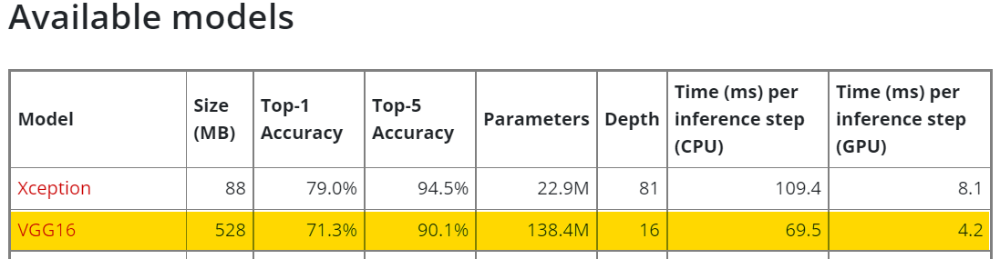 Available models
Model Size (MB) Top-1 Accuracy Top-5 Accuracy Parameters Depth Time (ms) per inference step (CPU) Time (ms) per inference step (GPU)
Xception 88 79.0% 94.5% 22.9M 81 109.4 8.1
VGG16 528 71.3% 90.1% 138.4M 16 69.5 4.2